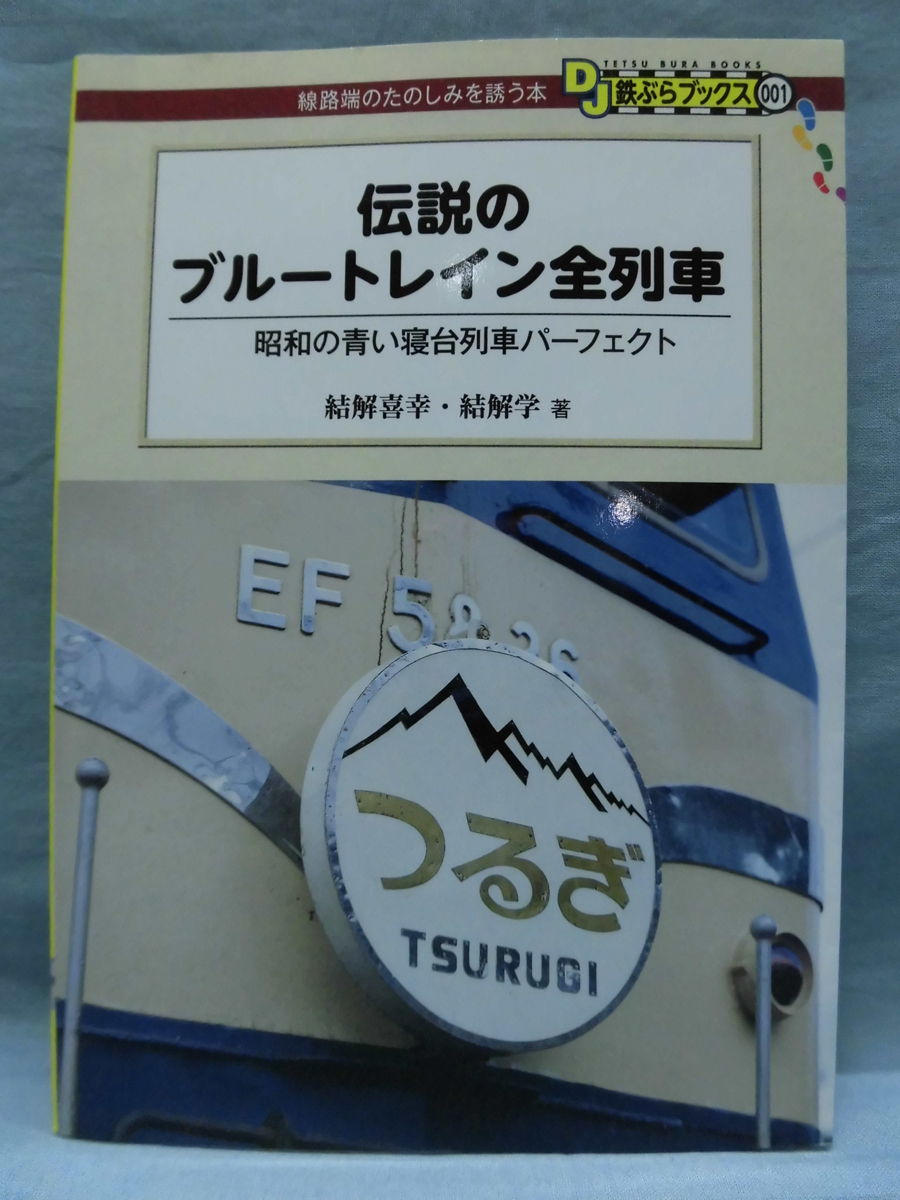 TETSU BURA BOOKS
線路端のたのしみを誘う本
DJ鉄ぶらブックス 001
伝説の
ブルートレイン全列車
昭和の青い寝台列車パーフェクト
結解喜幸・結解学 著
EF 58 36
つるぎ
TSURUGI